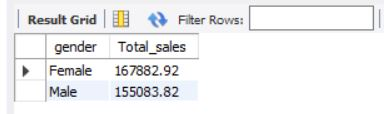 Result Grid Filter Rows:
gender Total_sales
Female 167882.92
Male 155083.82